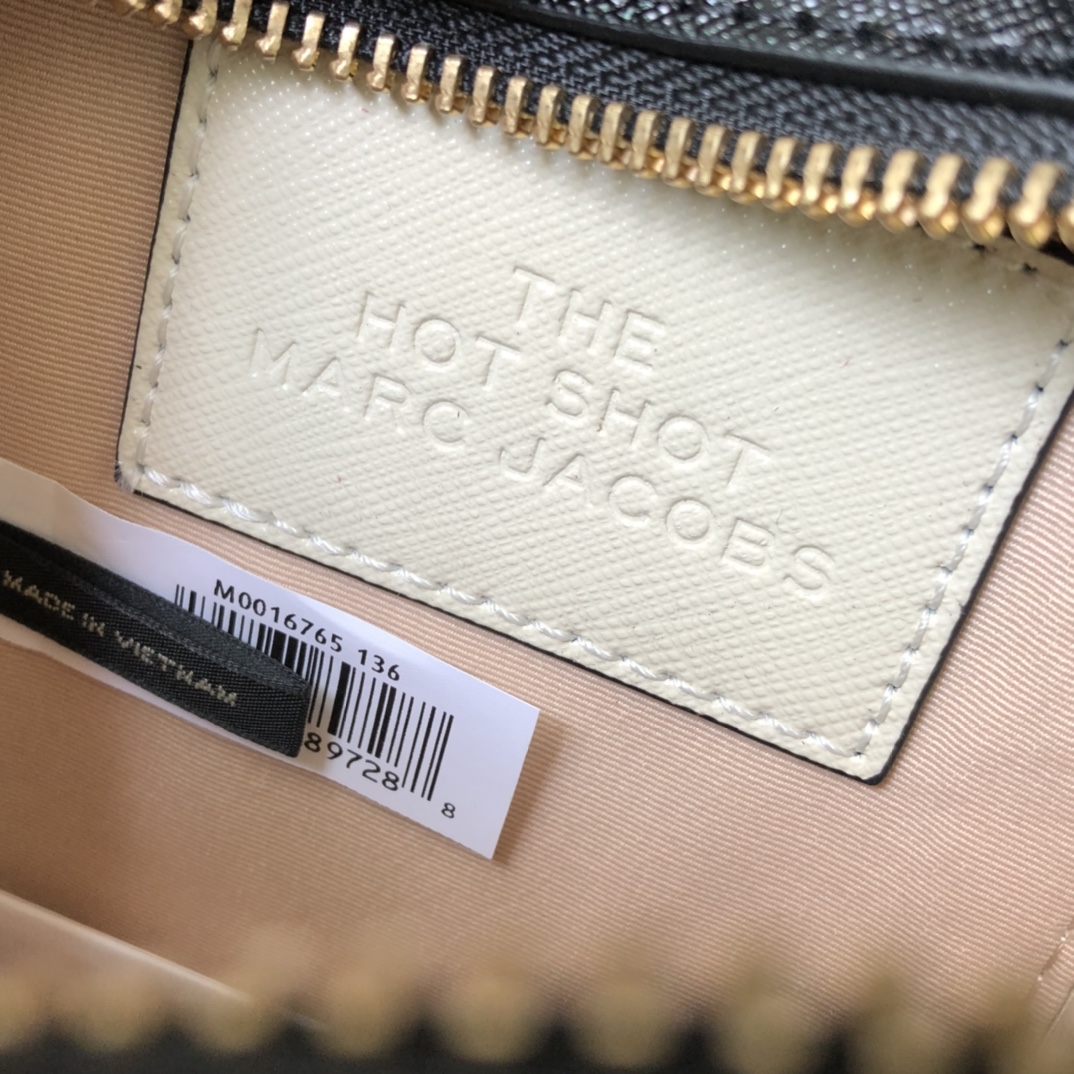 THE
HOT SHOT
MARC JACOBS
M0016765 136
MADE IN VIETNAM
89728
8